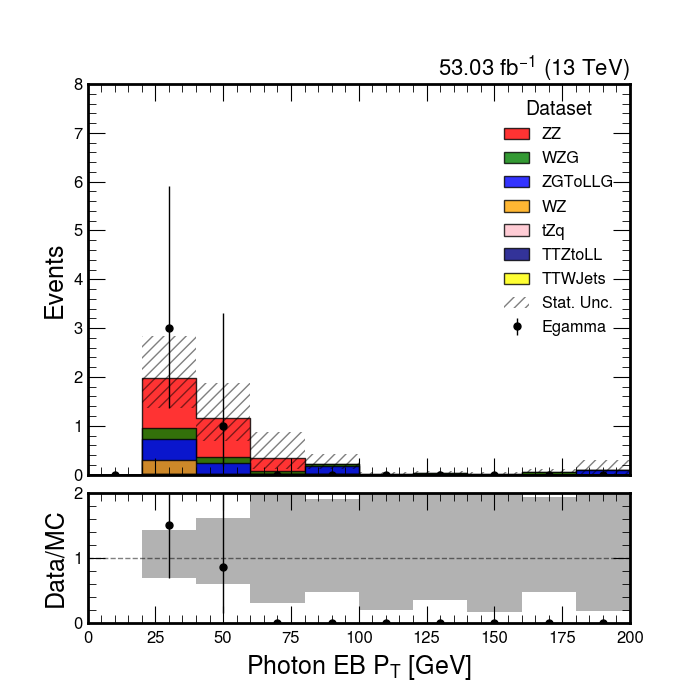 53.03 fb⁻¹ (13 TeV)
8
7
6
5
4
3
2
1
0
Events
Dataset
ZZ
WZG
ZGToLLG
WZ
tZq
TTZtoLL
TTWJets
Stat. Unc.
Egamma
2
1
0
Data/MC
0 25 50 75 100 125 150 175 200
Photon EB P_T [GeV]